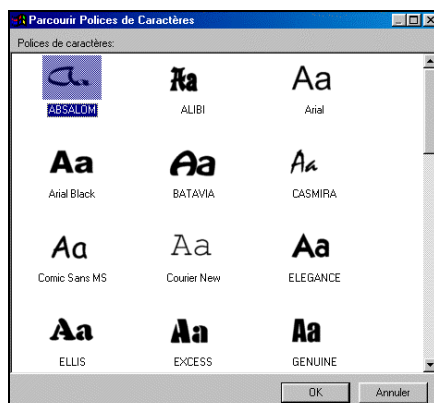 Parcourir Polices de Caractères
Polices de caractères:
a.
Aa
Aa
ABSALOM
ALIBI
Arial
Aa
Aa
Aa
Arial Black
BATAVIA
CASMIRA
Aa
Aa
Aa
Comic Sans MS
Courier New
ELEGANCE
Aa
Aa
Aa
ELLIS
EXCESS
GENUINE
OK
Annuler